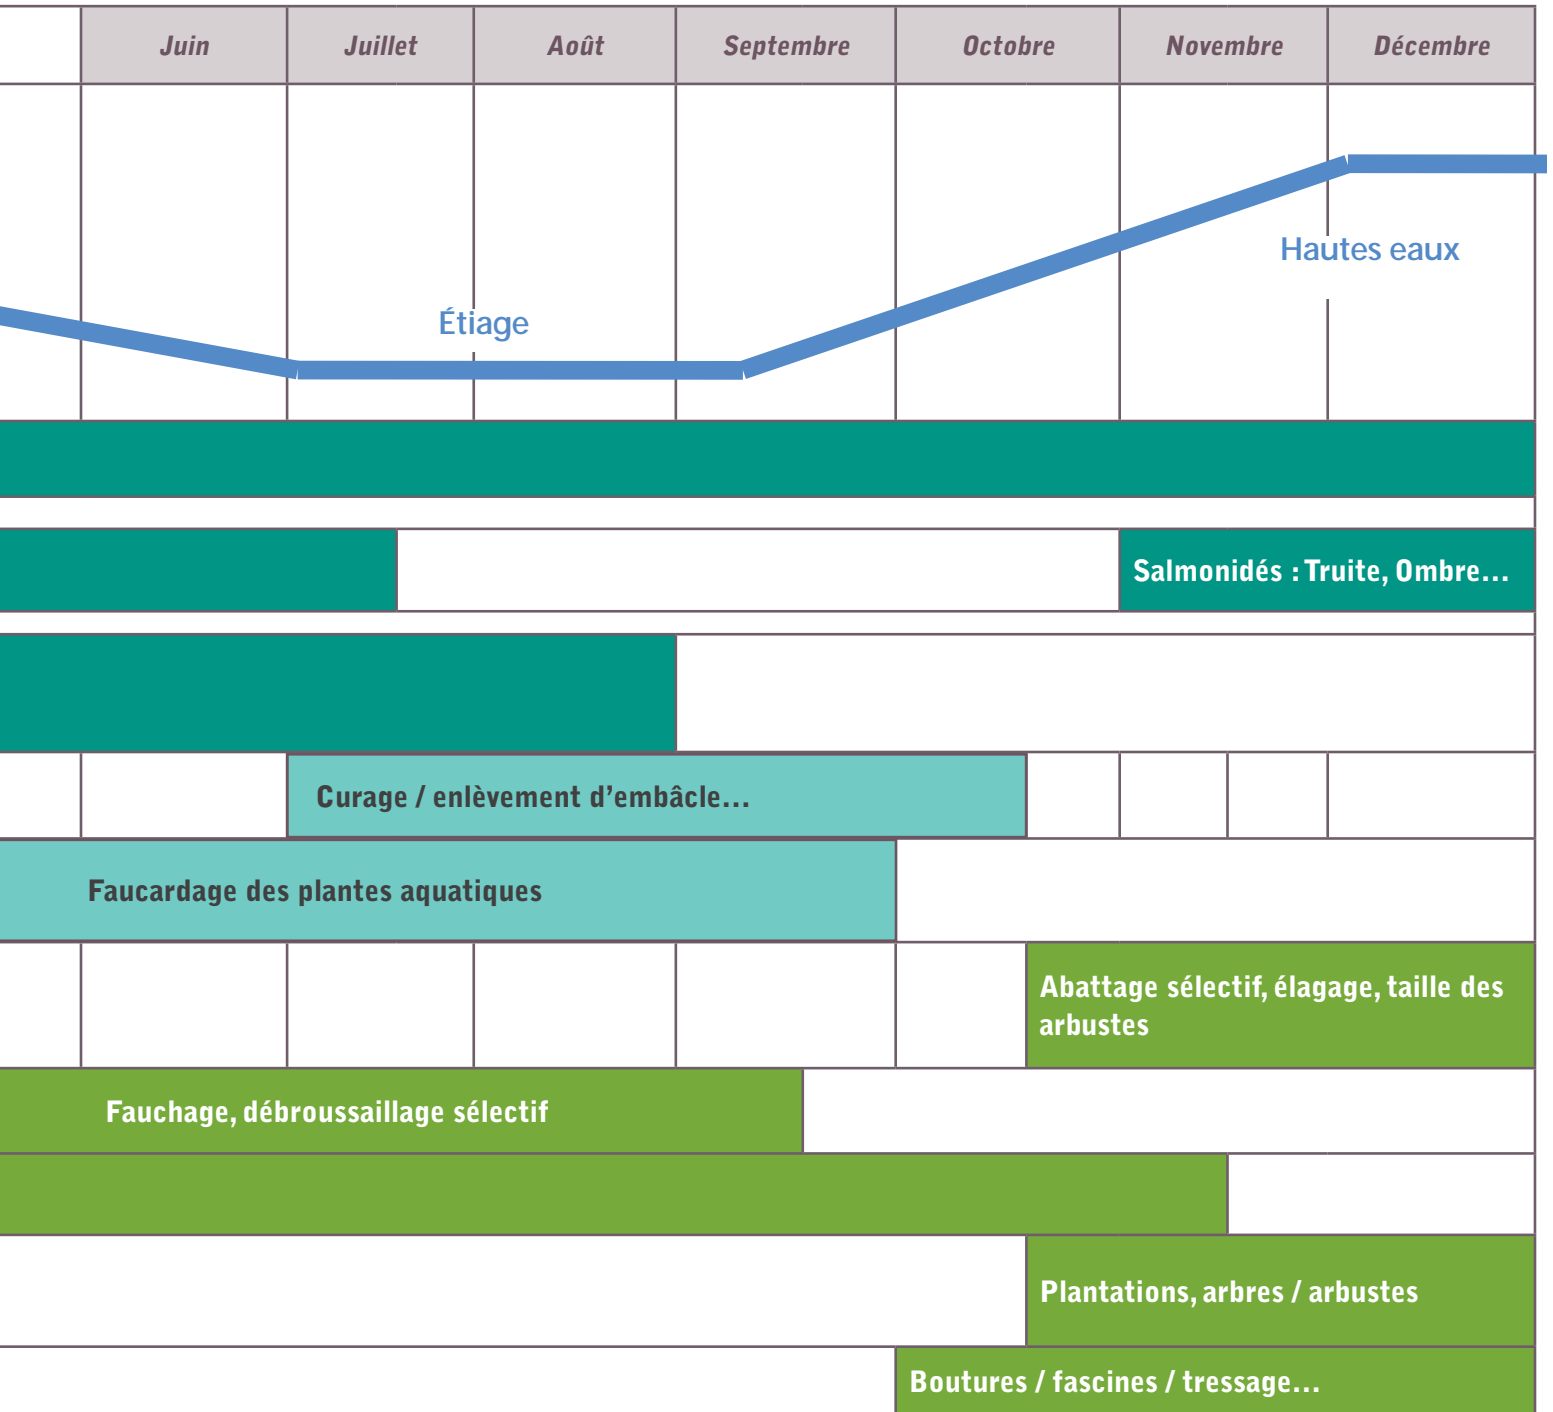 Juin
Juillet
Août
Septembre
Octobre
Novembre
Décembre
Hautes eaux
Étiage
Salmonidés : Truite, Ombre...
Curage / enlèvement d’embâcle...
Faucardage des plantes aquatiques
Abattage sélectif, élagage, taille des
arbustes
Fauchage, débroussaillage sélectif
Plantations, arbres / arbustes
Boutures / fascines / tressage...